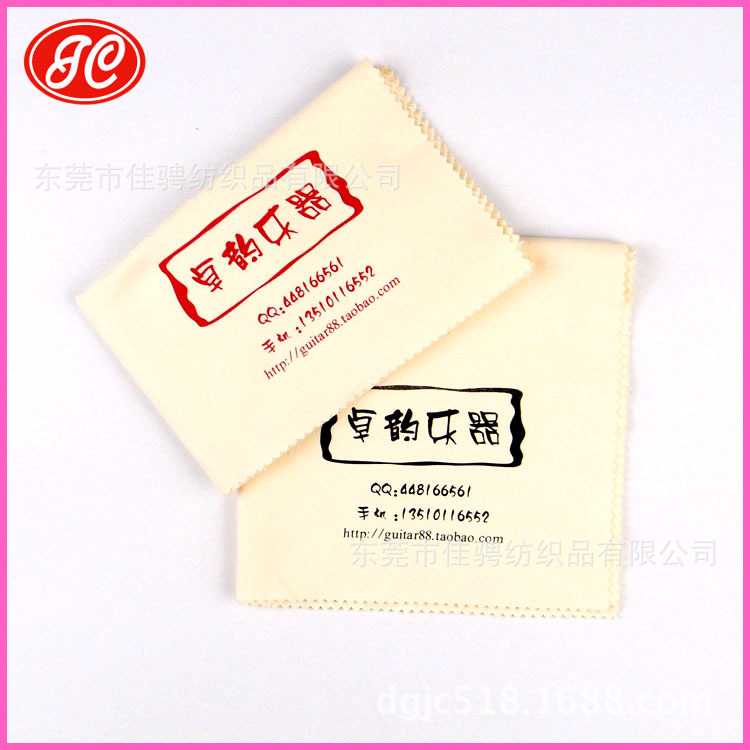 JC
东莞市佳骋纺织品有限公司
卓韵乐器
QQ:448166561
手机:13510116552
http://guitar88.taobao.com
卓韵乐器
QQ:448166561
手机:13510116552
http://guitar88.taobao.com
东莞市佳骋纺织品有限公司
dgjc518.1688.com